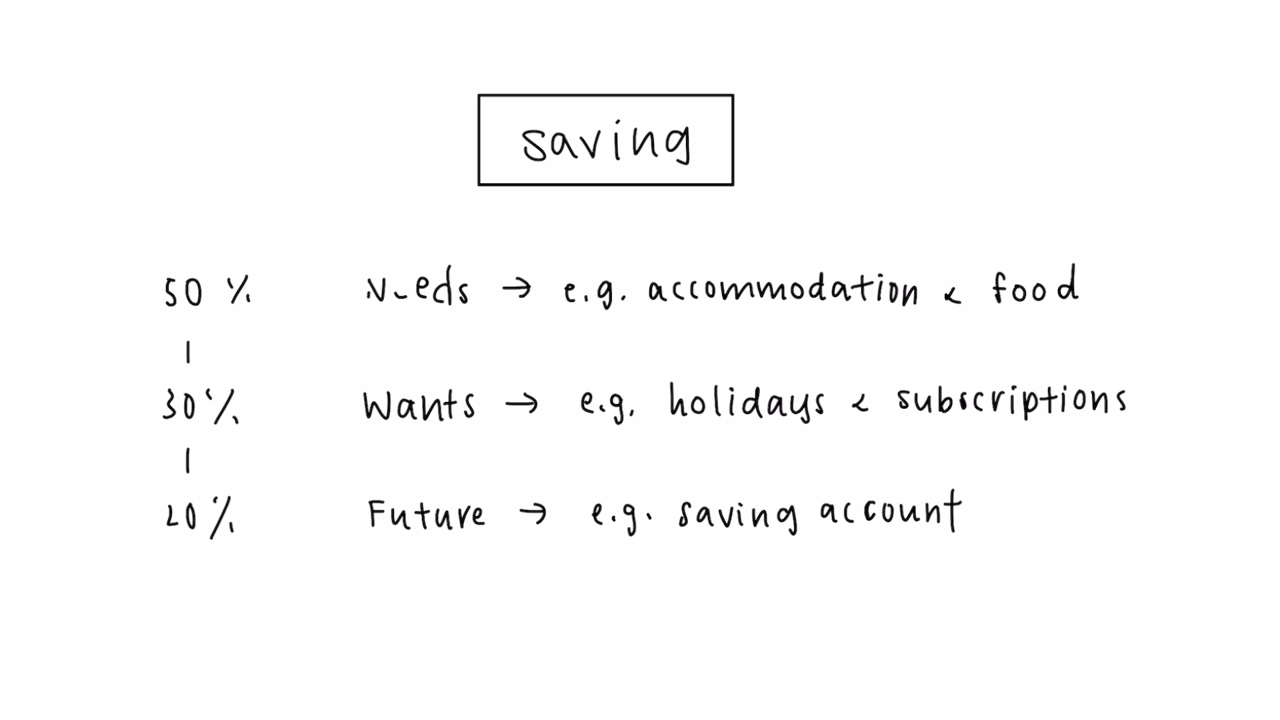 saving
50 % Needs → e.g. accommodation & food
|
30 % Wants → e.g. holidays & subscriptions
|
20 % Future → e.g. saving account